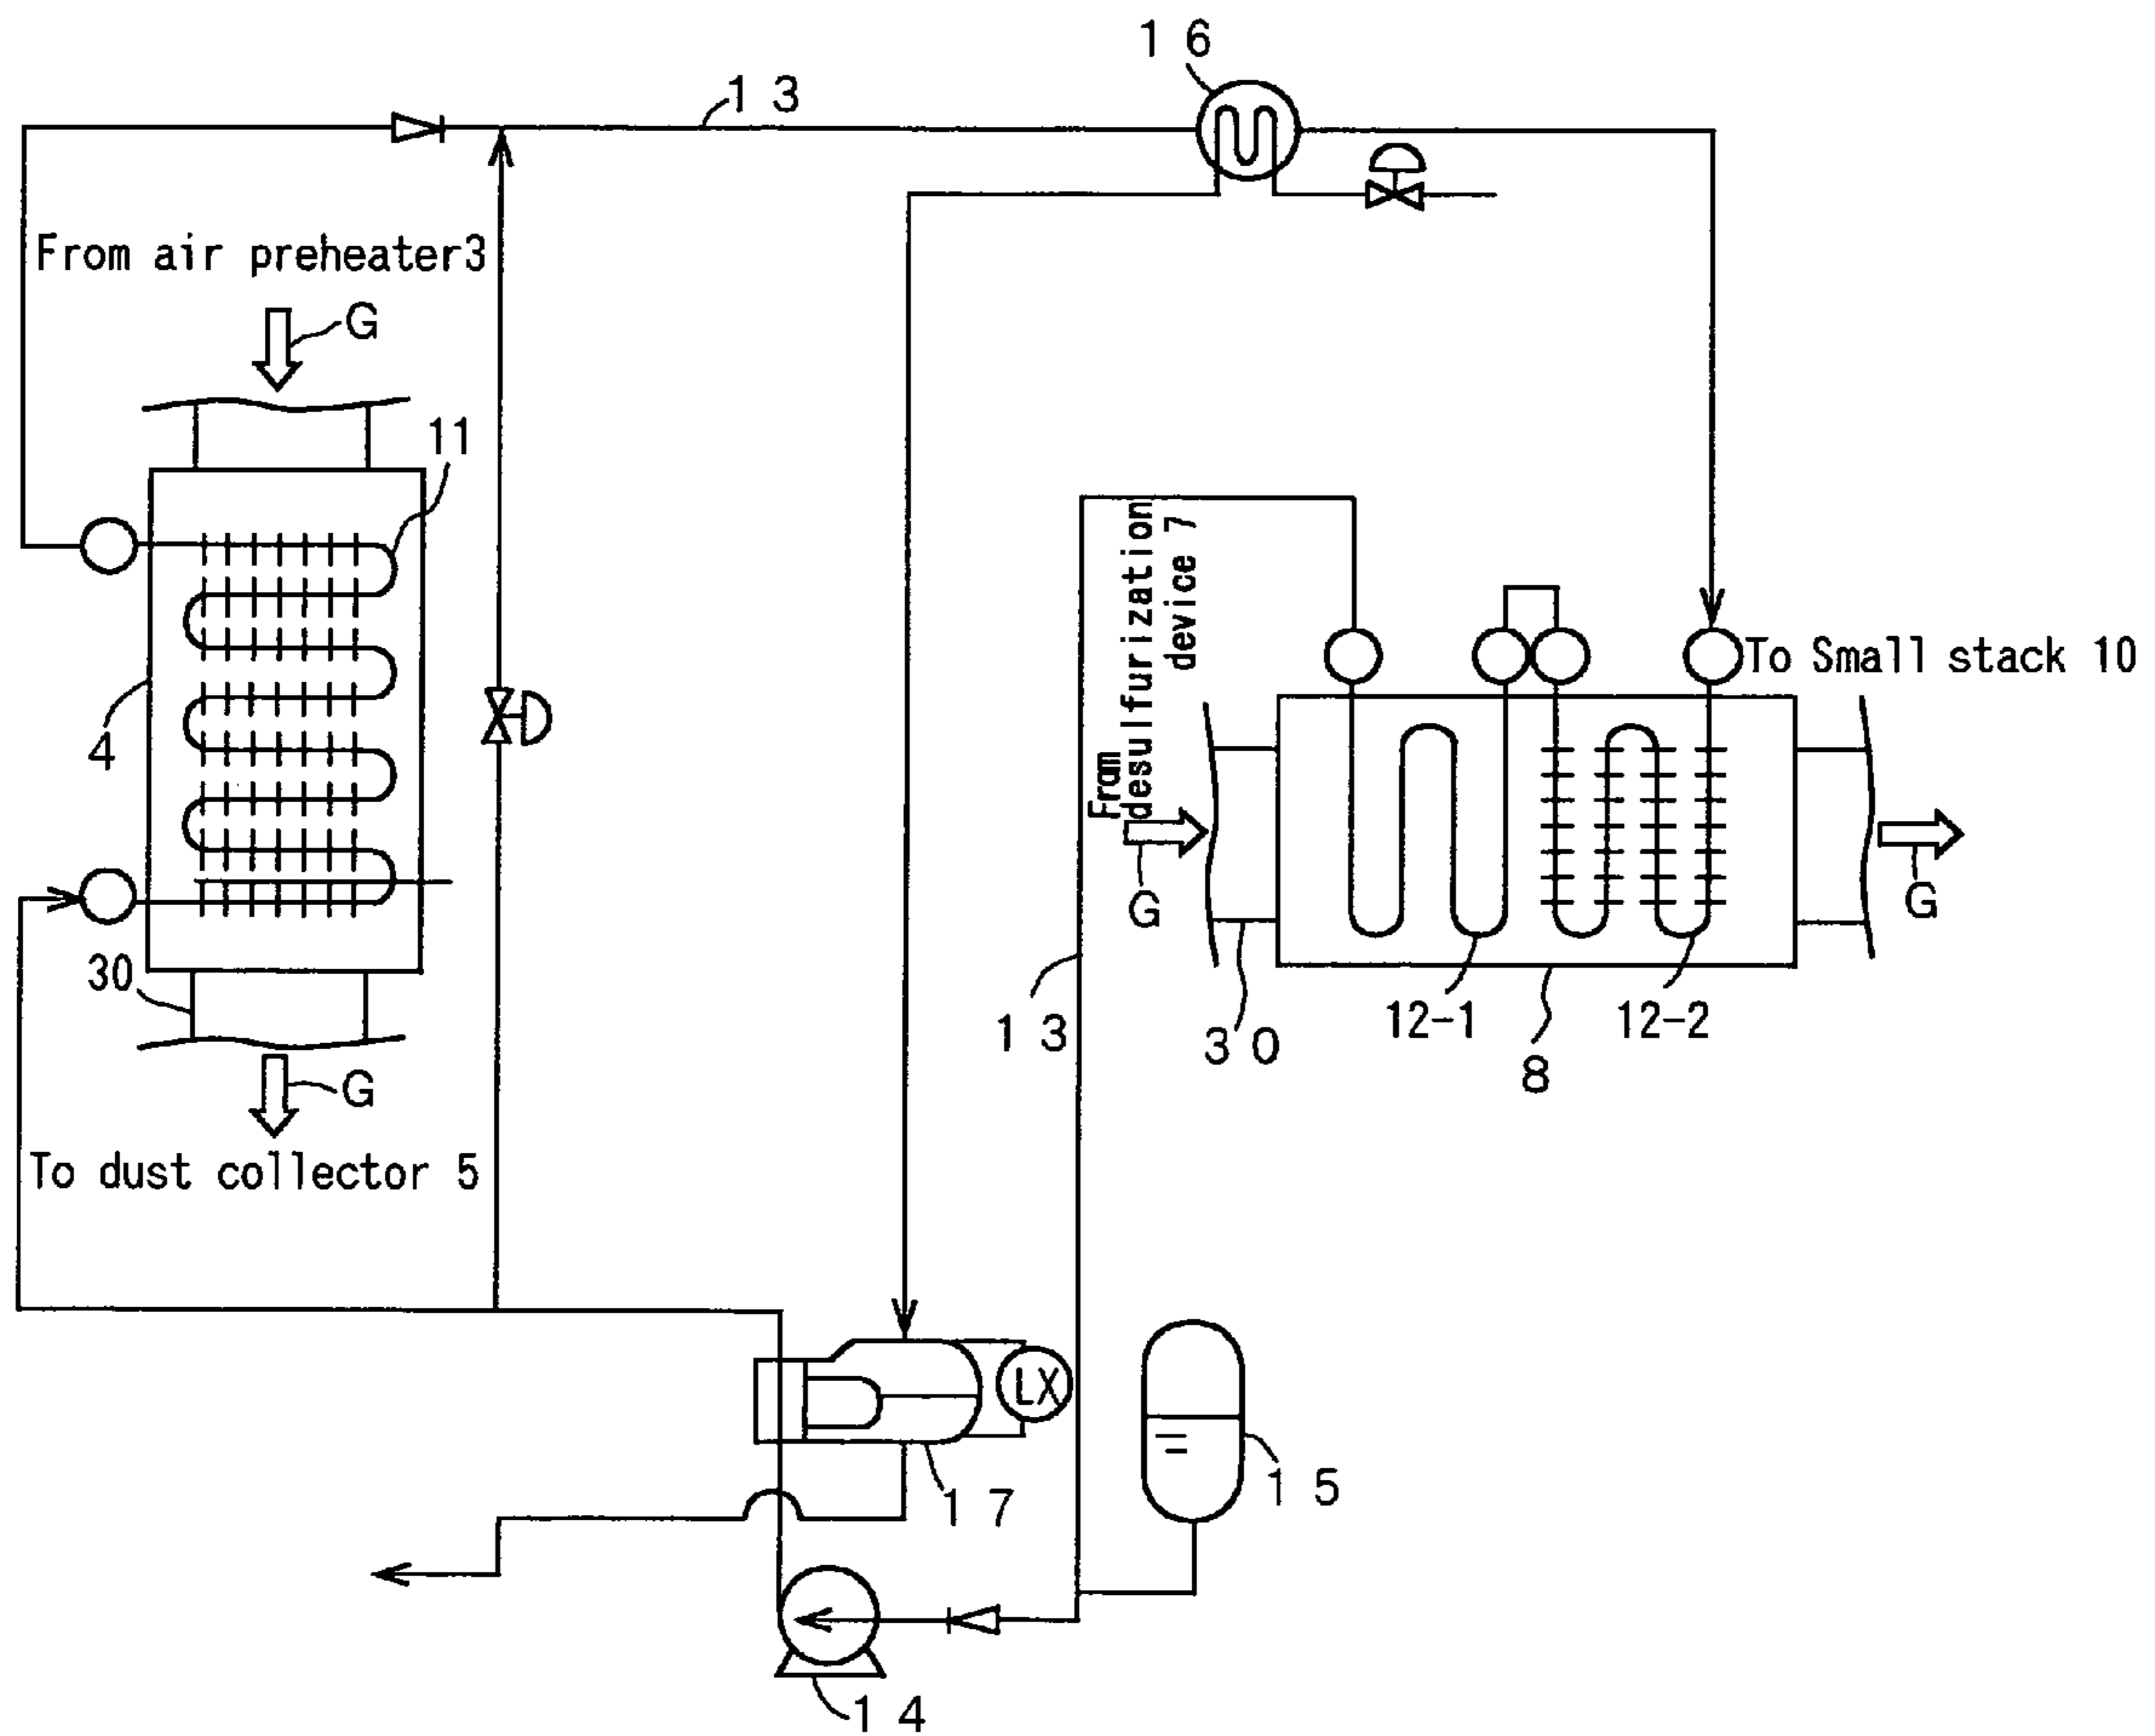 16
13
From air preheater3
G
11
From
desulfurization
device 7
To Small stack 10
4
G
G
30
13
30
12-1
12-2
8
G
To dust collector 5
LX
17
15
14